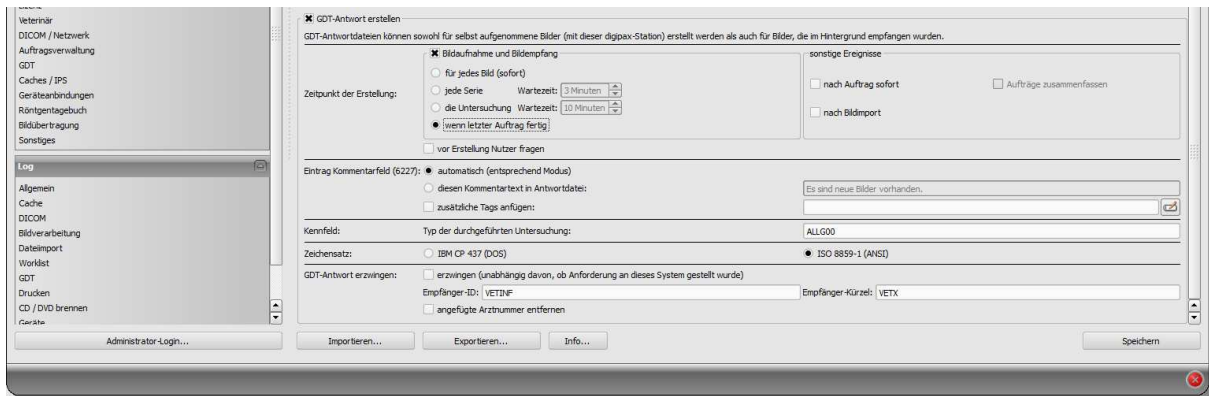 Veterinär
DICOM / Netzwerk
Auftragsverwaltung
GDT
Caches / IPS
Geräteanbindungen
Röntgentagebuch
Bildübertragung
Sonstiges
Log
Allgemein
Cache
DICOM
Bildverarbeitung
Dateiimport
Worklist
GDT
Drucken
CD / DVD brennen
Geräte
Administrator-Login...
GDT-Antwort erstellen
GDT-Antwortdateien können sowohl für selbst aufgenommene Bilder (mit dieser digipax-Station) erstellt werden als auch für Bilder, die im Hintergrund empfangen wurden.
Zeitpunkt der Erstellung:
Bildaufnahme und Bildempfang
für jedes Bild (sofort)
jede Serie Wartezeit: 3 Minuten
die Untersuchung Wartezeit: 10 Minuten
wenn letzter Auftrag fertig
vor Erstellung Nutzer fragen
sonstige Ereignisse
nach Auftrag sofort Aufträge zusammenfassen
nach Bildimport
Eintrag Kommentarfeld (6227): automatisch (entsprechend Modus)
diesen Kommentartext in Antwortdatei: Es sind neue Bilder vorhanden.
zusätzliche Tags anfügen:
Kennfeld: Typ der durchgeführten Untersuchung: ALLG00
Zeichensatz: IBM CP 437 (DOS) ISO 8859-1 (ANSI)
GDT-Antwort erzwingen: erzwingen (unabhängig davon, ob Anforderung an dieses System gestellt wurde)
Empfänger-ID: VETINF Empfänger-Kürzel: VETX
angefügte Arztnummer entfernen
Importieren... Exportieren... Info... Speichern